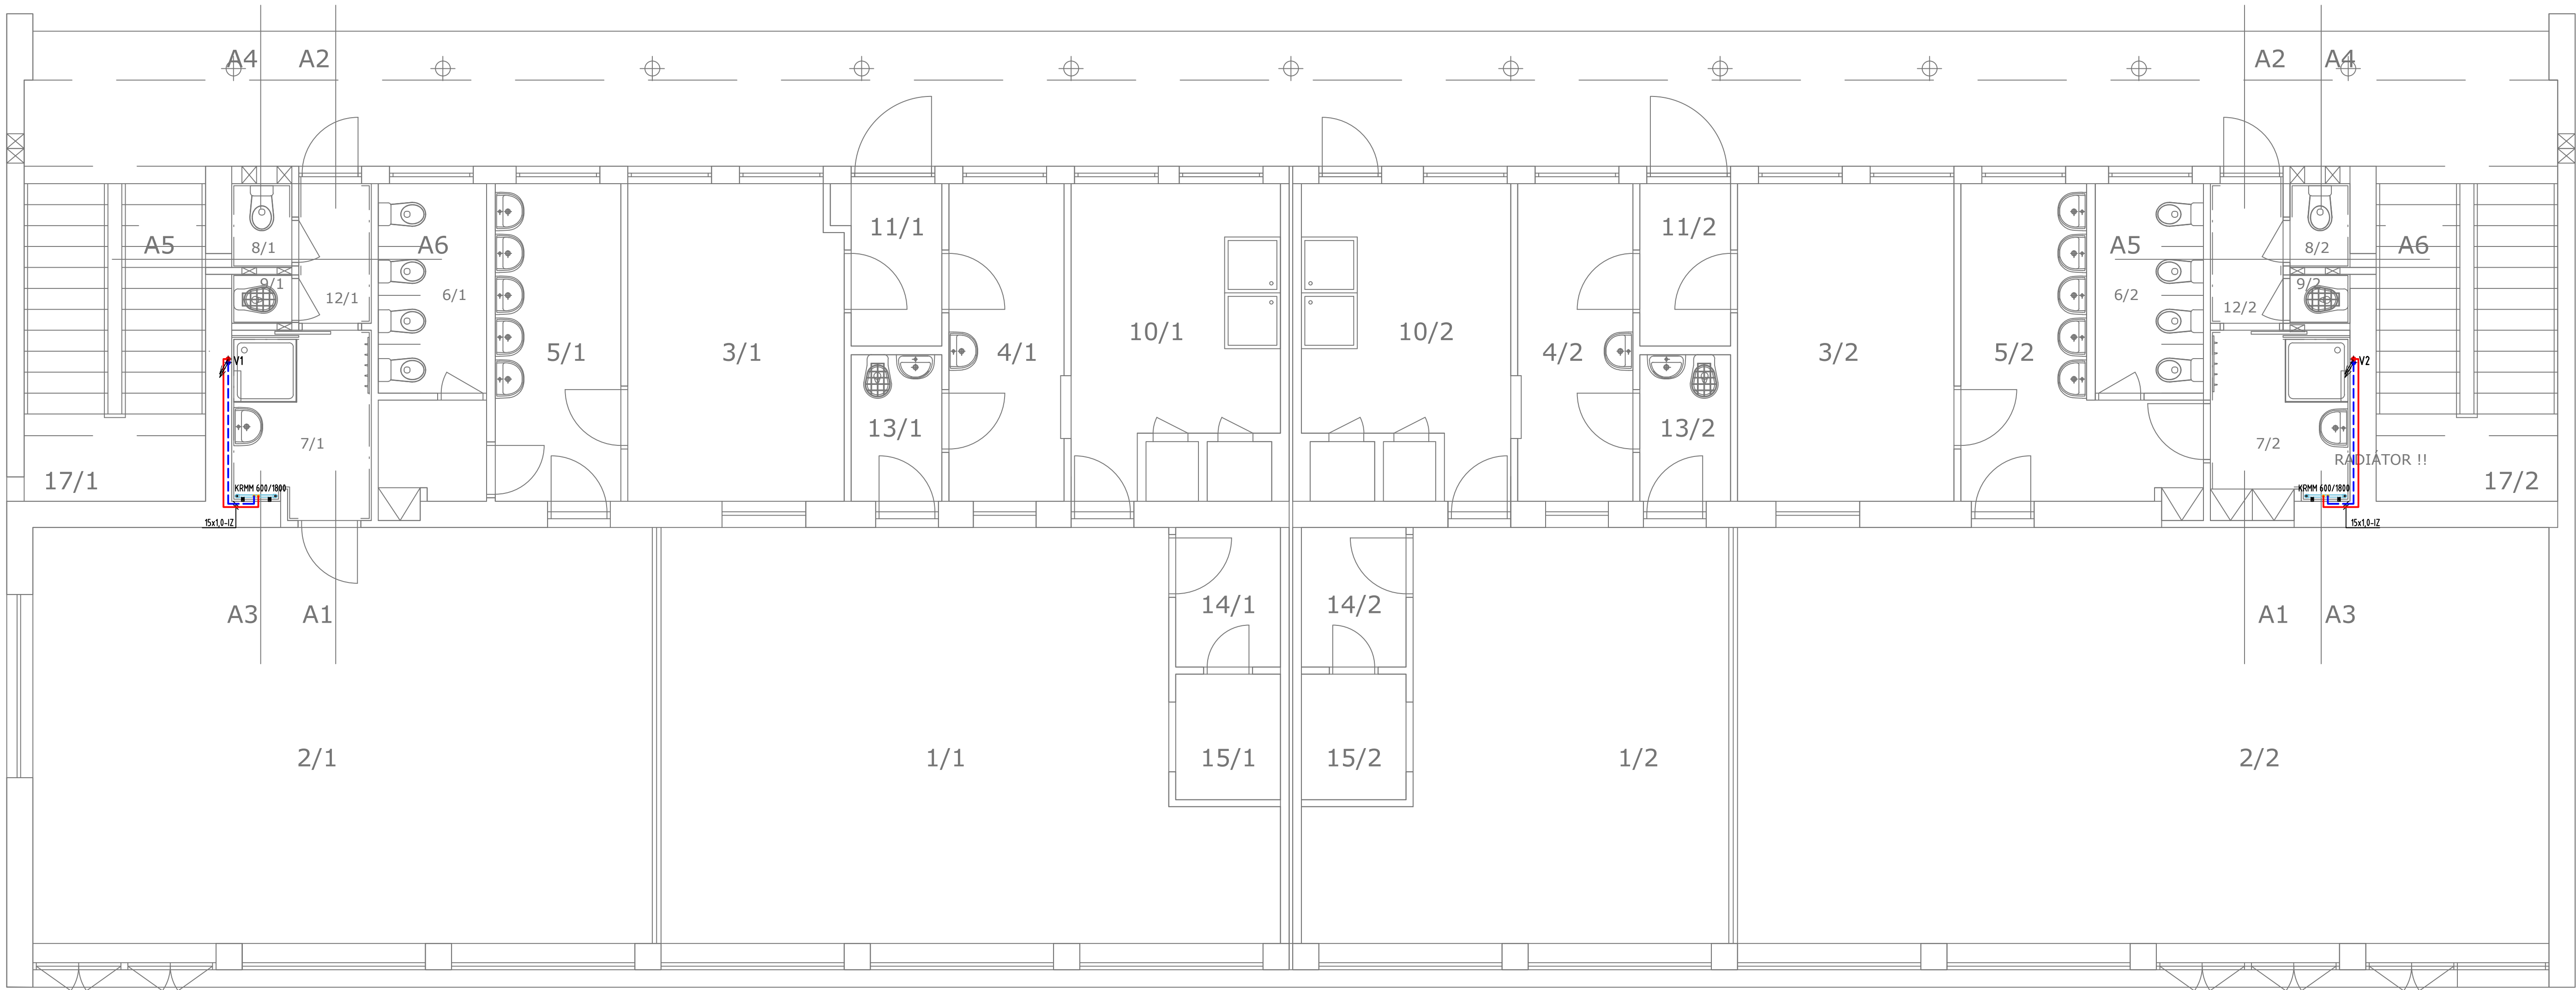 A4 A2 A2 A4
11/1 11/2
A5 8/1 A6 A5 8/2 A6
9/1 12/1 6/1 6/2 12/2 9/2
10/1 10/2
5/1 3/1 4/1 4/2 3/2 5/2
V1 V2
13/1 13/2
7/1 7/2
RADIÁTOR !!
17/1 17/2
KRMM 600/1800 KRMM 600/1800
15x1,0-IZ 15x1,0-IZ
14/1 14/2
A3 A1 A1 A3
2/1 1/1 15/1 15/2 1/2 2/2